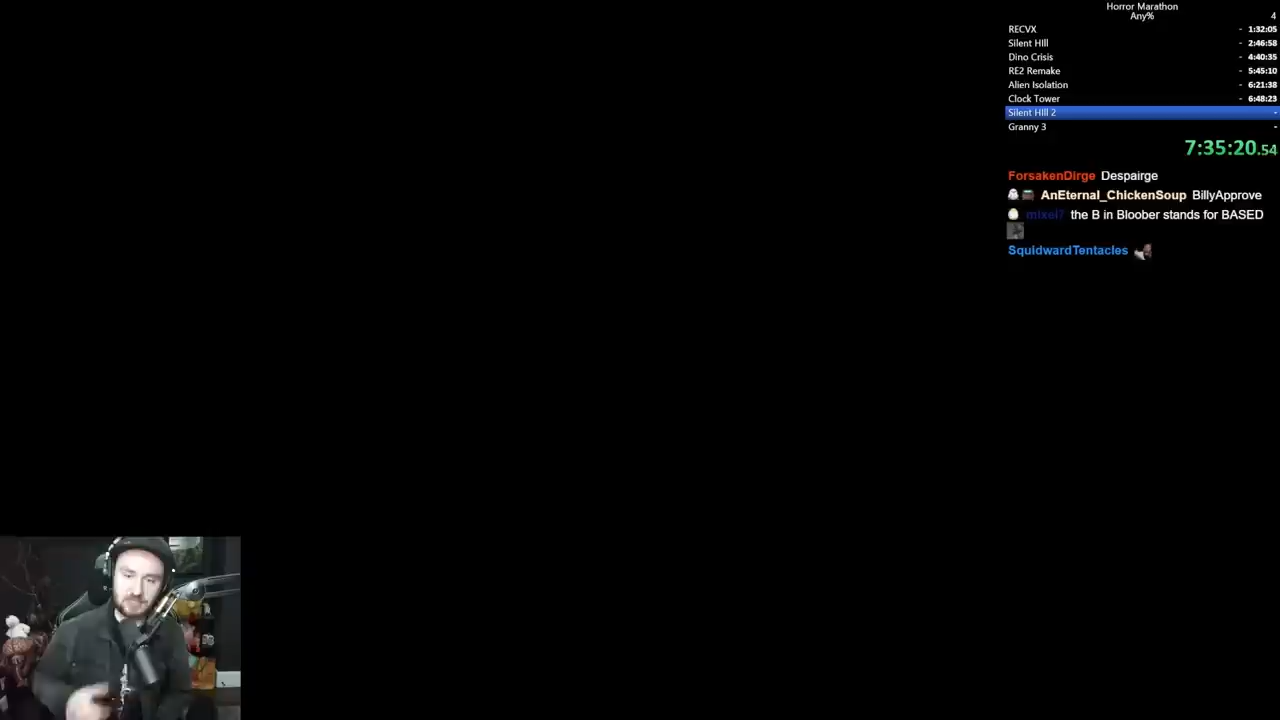 Horror Marathon
Any%
4
RECVX - 1:32:05
Silent HIll - 2:46:58
Dino Crisis - 4:40:35
RE2 Remake - 5:45:10
Alien Isolation - 6:21:38
Clock Tower - 6:48:23
Silent HIll 2 -
Granny 3 -
7:35:20.54
ForsakenDirge Despairge
AnEternal_ChickenSoup BillyApprove
mixel7 the B in Bloober stands for BASED
SquidwardTentacles